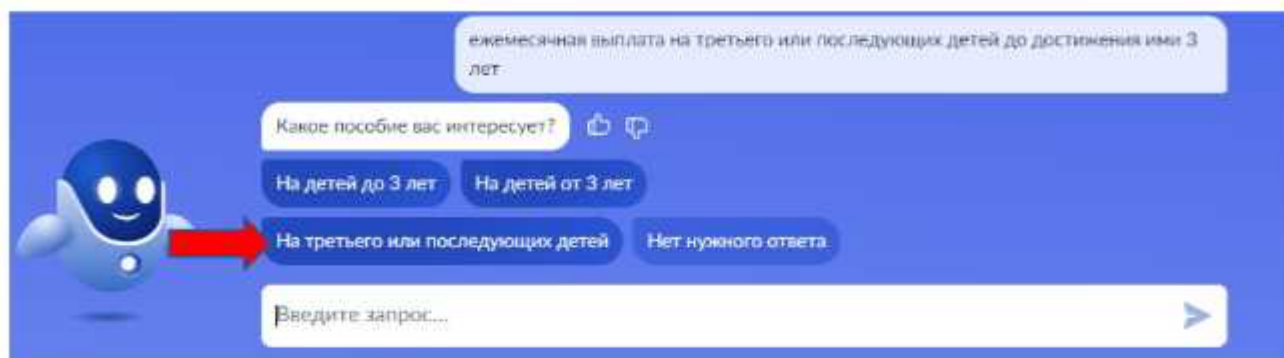 ежемесячная выплата на третьего или последующих детей до достижения ими 3
лет
Какое пособие вас интересует?
На детей до 3 лет На детей от 3 лет
На третьего или последующих детей Нет нужного ответа
Введите запрос...